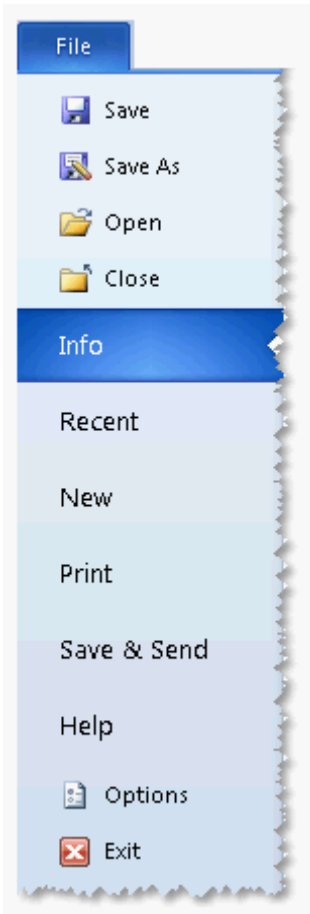 File
Save
Save As
Open
Close
Info
Recent
New
Print
Save & Send
Help
Options
Exit